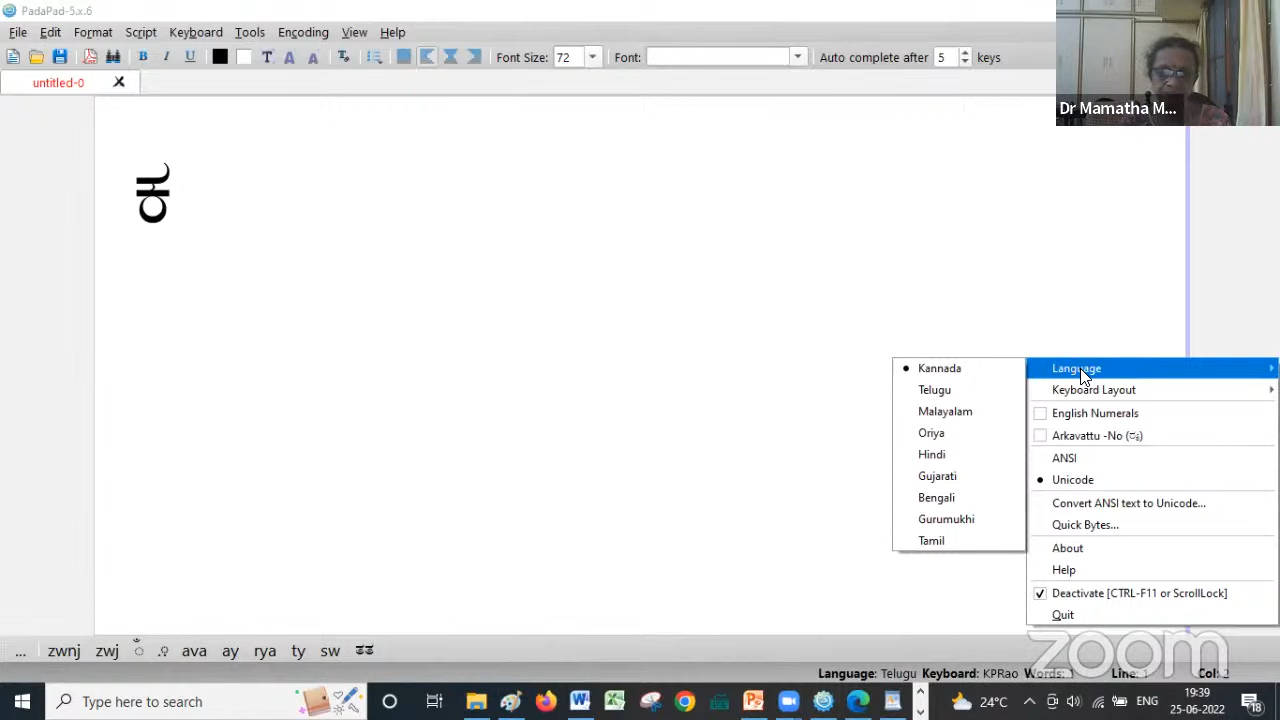 PadaPad-5.x.6
File Edit Format Script Keyboard Tools Encoding View Help
B I U T A A Font Size: 72 Font: Auto complete after 5 keys
untitled-0
Dr Mamatha M...
Kannada
Telugu
Malayalam
Oriya
Hindi
Gujarati
Bengali
Gurumukhi
Tamil
Language
Keyboard Layout
English Numerals
ANSI
Unicode
Convert ANSI text to Unicode...
Quick Bytes...
About
Help
Deactivate [CTRL-F11 or ScrollLock]
Quit
zoom
... zwnj zwj ava ay rya ty sw
Language: Telugu Keyboard: KPRao Words: 1 Line: 1 Col: 2
Type here to search 24°C ENG 19:39
25-06-2022 18